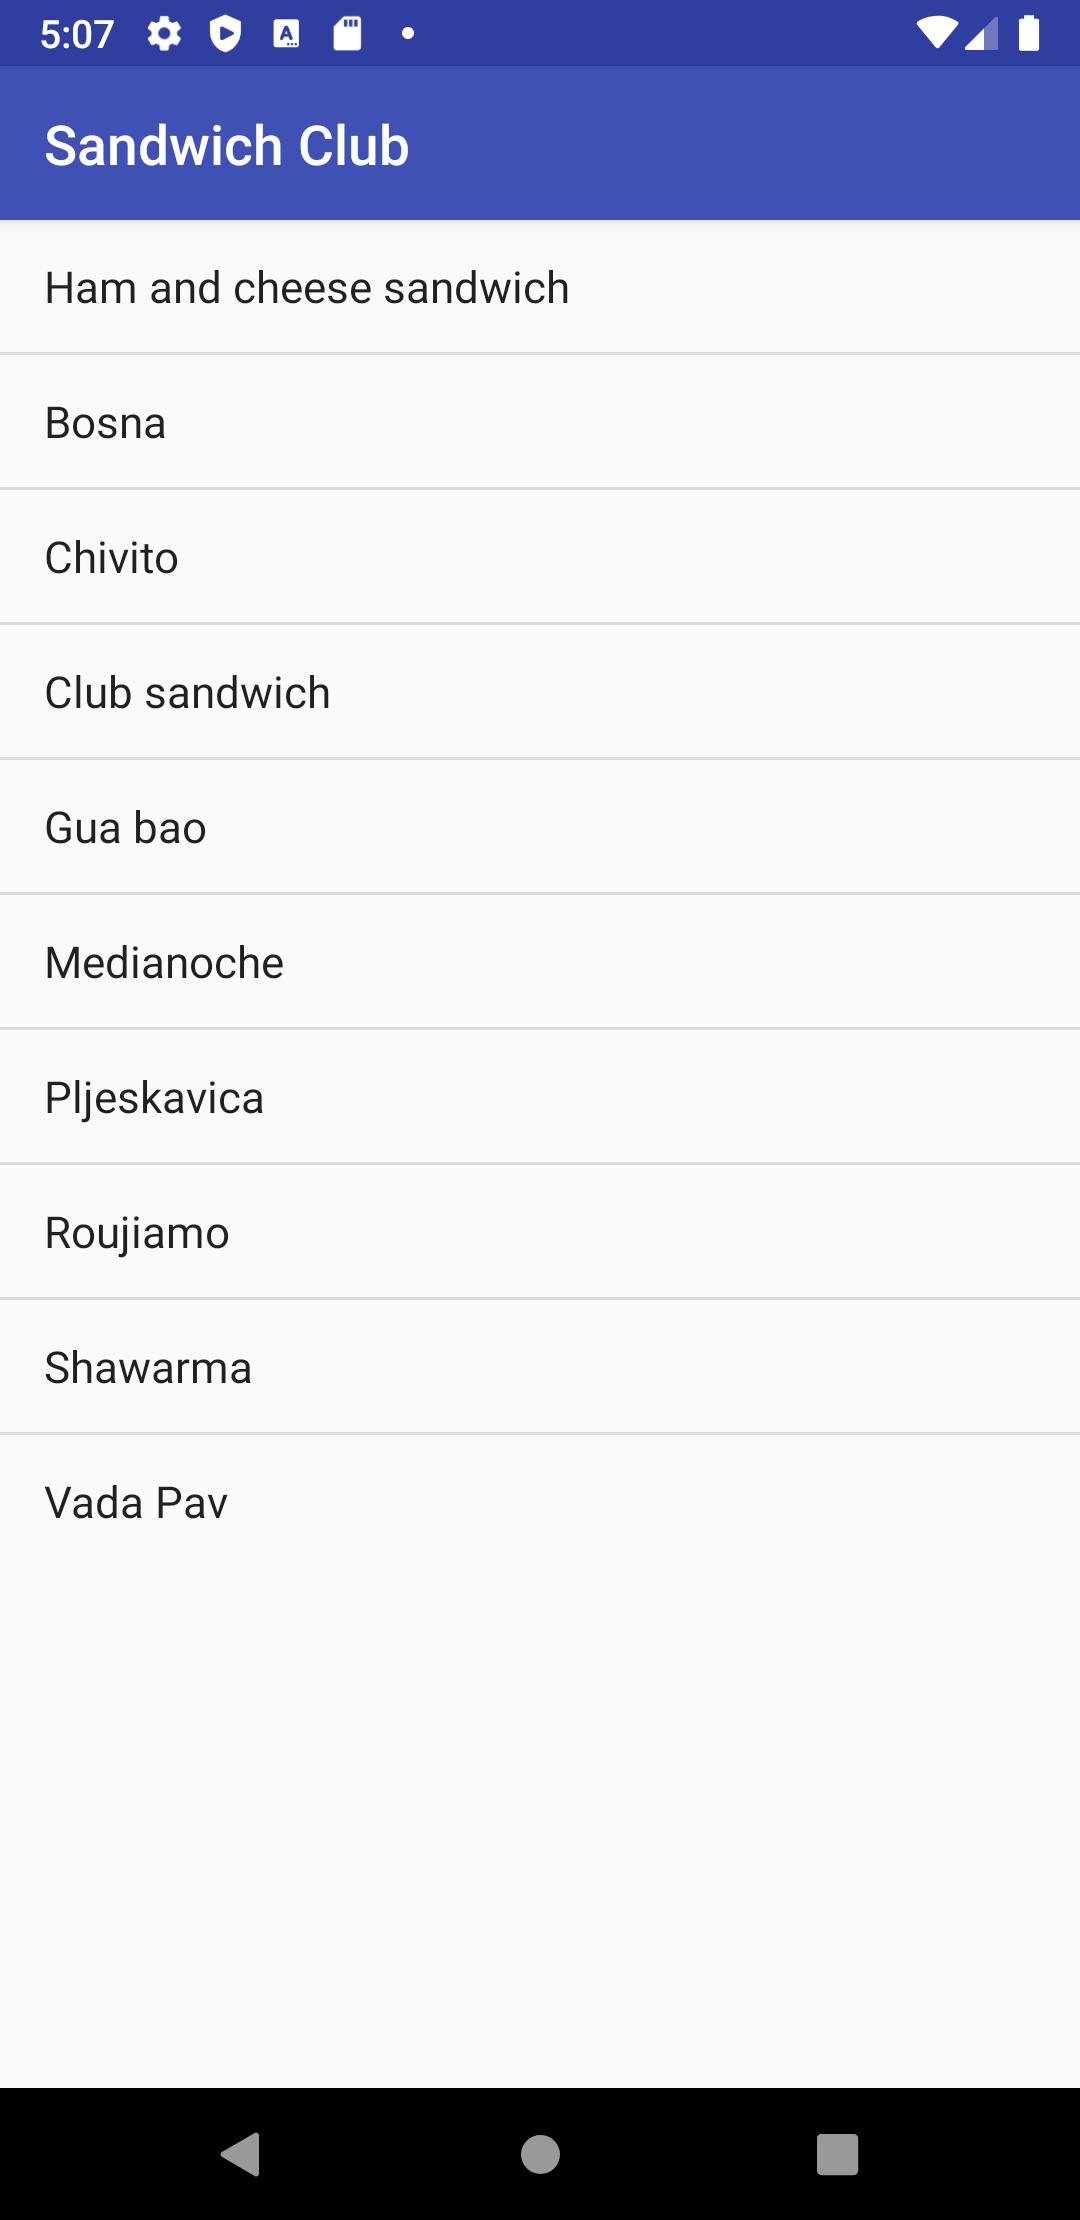 5:07
Sandwich Club
Ham and cheese sandwich
Bosna
Chivito
Club sandwich
Gua bao
Medianoche
Pljeskavica
Roujiamo
Shawarma
Vada Pav